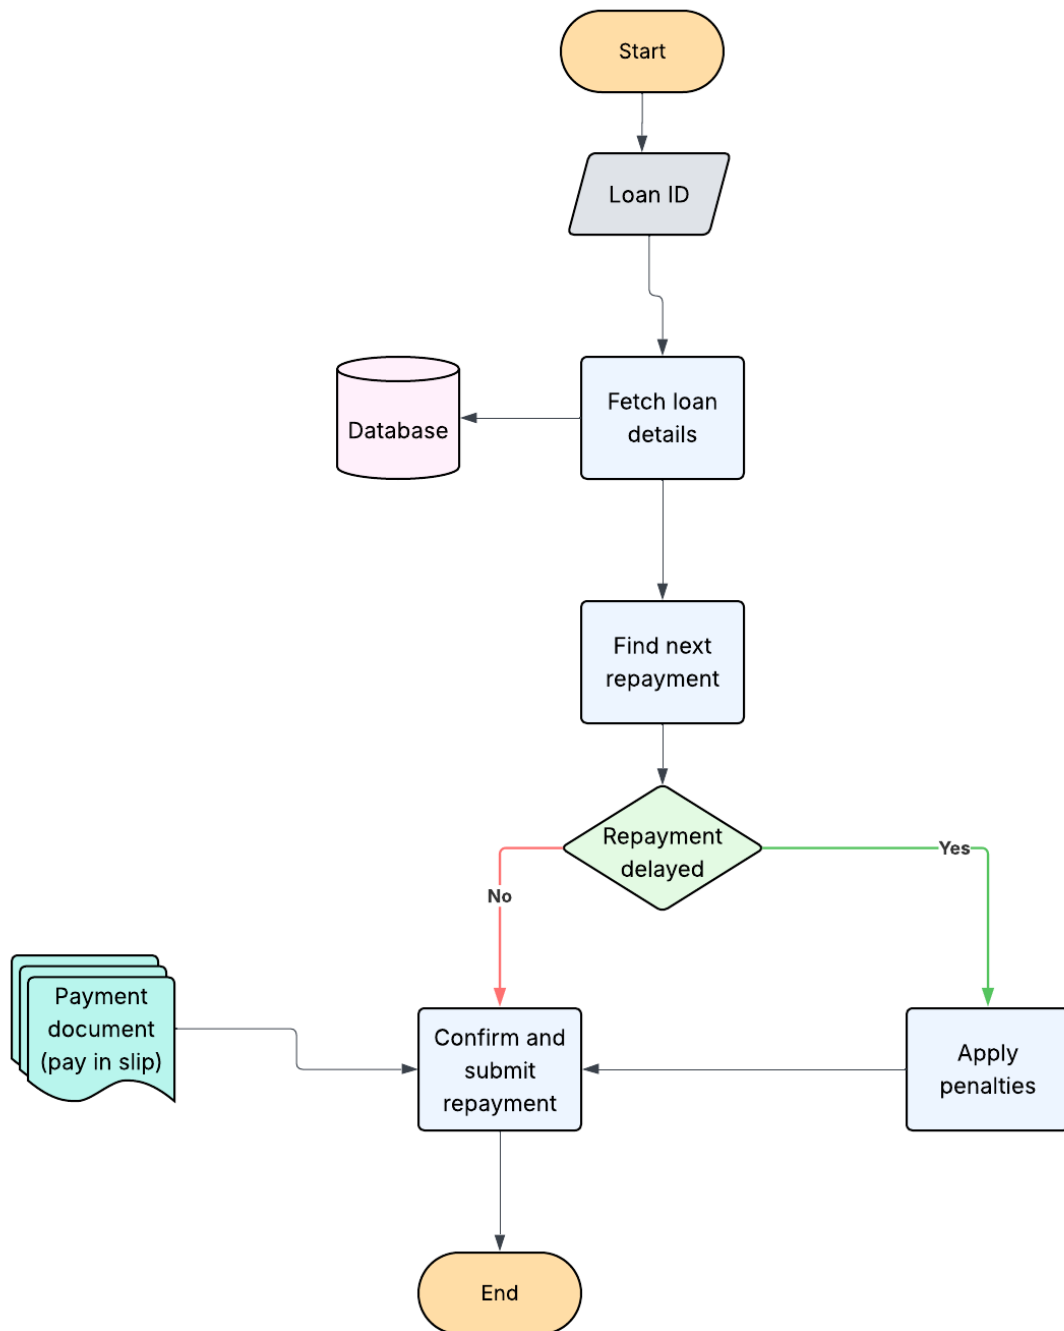 Start
Loan ID
Fetch loan
details
Database
Find next
repayment
Repayment
delayed
Yes
No
Payment
document
(pay in slip)
Confirm and
submit
repayment
Apply
penalties
End